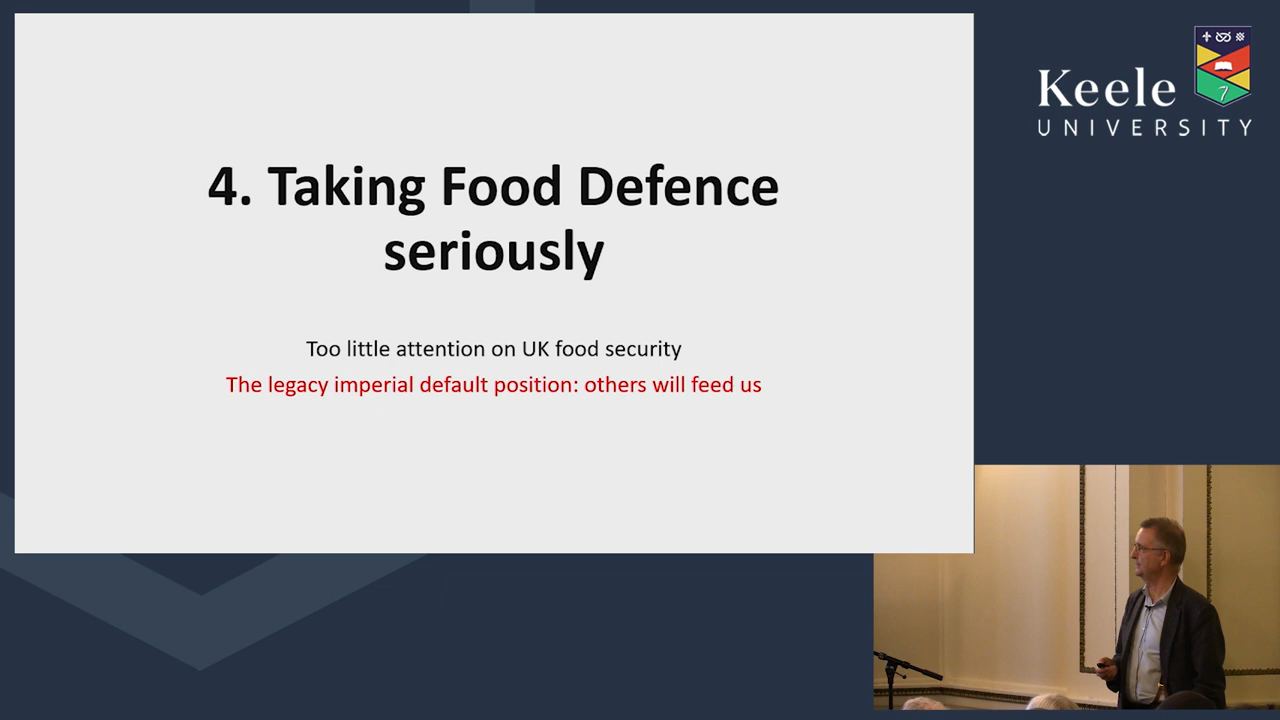 4. Taking Food Defence
seriously
Too little attention on UK food security
The legacy imperial default position: others will feed us
Keele
UNIVERSITY